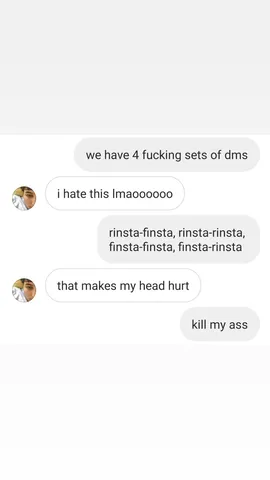 we have 4 fucking sets of dms
i hate this lmaoooooo
rinsta-finsta, rinsta-rinsta,
finsta-finsta, finsta-rinsta
that makes my head hurt
kill my ass